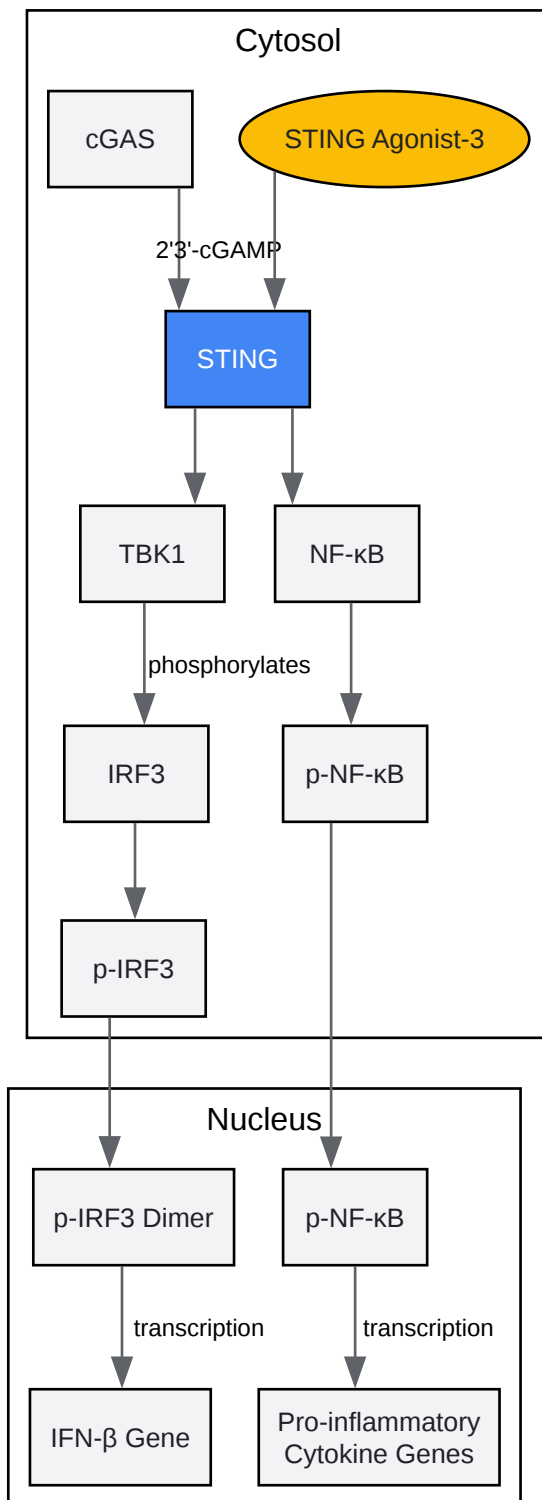 Cytosol
cGAS
STING Agonist-3
2'3'-cGAMP
STING
TBK1
NF-κB
phosphorylates
IRF3
p-NF-κB
p-IRF3
Nucleus
p-IRF3 Dimer
p-NF-κB
transcription
transcription
IFN-β Gene
Pro-inflammatory
Cytokine Genes